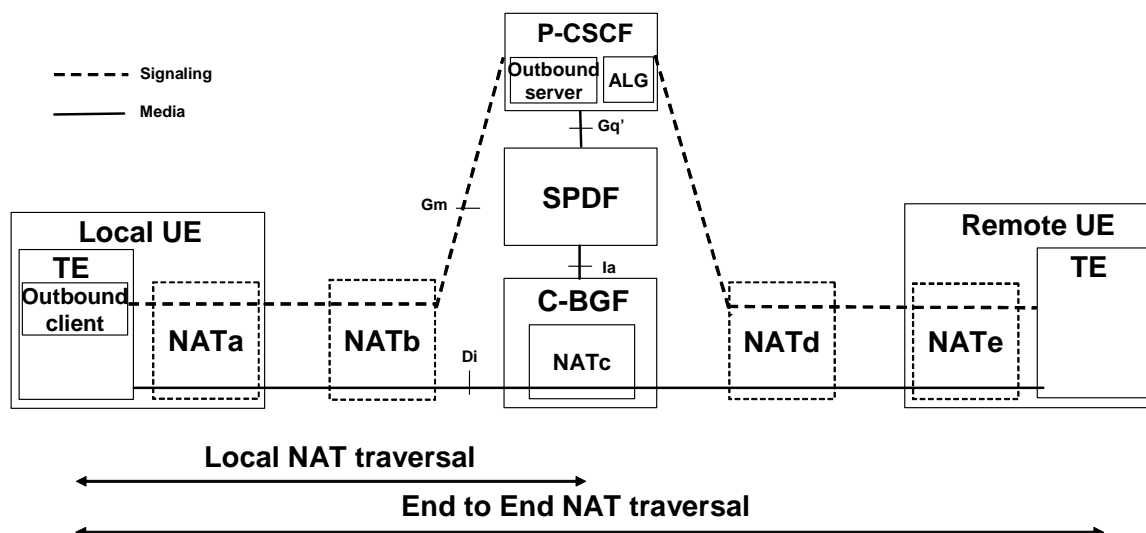 P-CSCF
Outbound
server
ALG
Signaling
Media
Gq’
SPDF
Gm
Ia
Local UE
TE
Outbound
client
NATa
NATb
C-BGF
NATc
Di
NATd
NATe
Remote UE
TE
Local NAT traversal
End to End NAT traversal